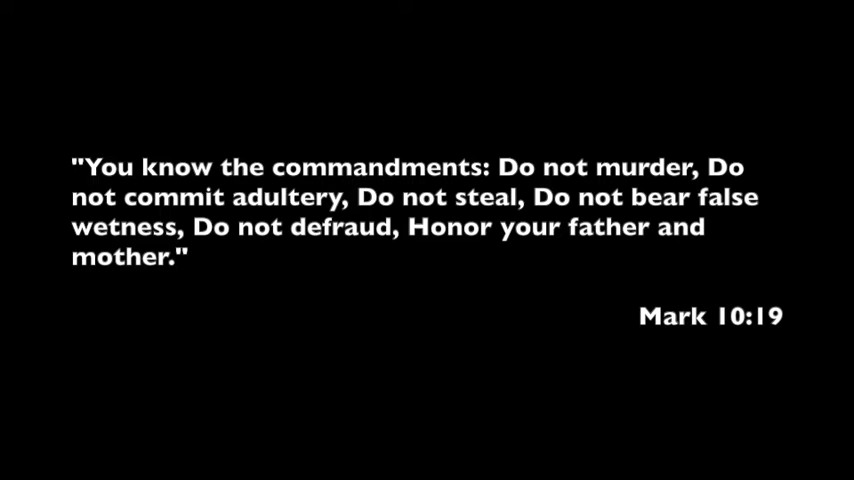 "You know the commandments: Do not murder, Do
not commit adultery, Do not steal, Do not bear false
wetness, Do not defraud, Honor your father and
mother."
Mark 10:19